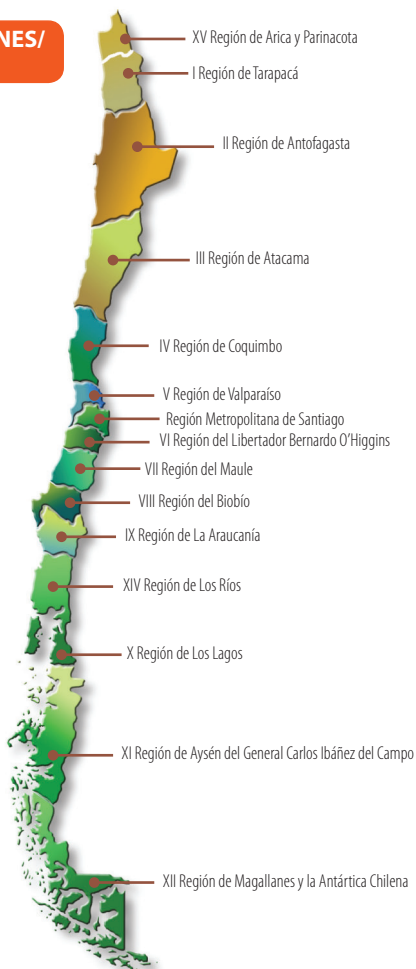 NES/
XV Región de Arica y Parinacota
I Región de Tarapacá
II Región de Antofagasta
III Región de Atacama
IV Región de Coquimbo
V Región de Valparaíso
Región Metropolitana de Santiago
VI Región del Libertador Bernardo O’Higgins
VII Región del Maule
VIII Región del Biobío
IX Región de La Araucanía
XIV Región de Los Ríos
X Región de Los Lagos
XI Región de Aysén del General Carlos Ibáñez del Campo
XII Región de Magallanes y la Antártica Chilena